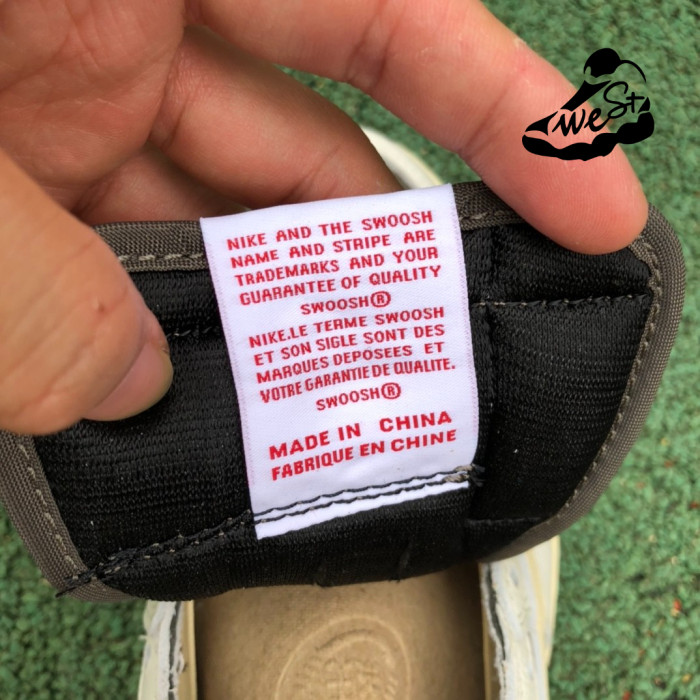 weSt
NIKE AND THE SWOOSH
NAME AND STRIPE ARE
TRADEMARKS AND YOUR
GUARANTEE OF QUALITY
SWOOSH®
NIKE.LE TERME SWOOSH
ET SON SIGLE SONT DES
MARQUES DEPOSEES ET
VOTRE GARANTIE DE QUALITE.
SWOOSH®
MADE IN CHINA
FABRIQUE EN CHINE